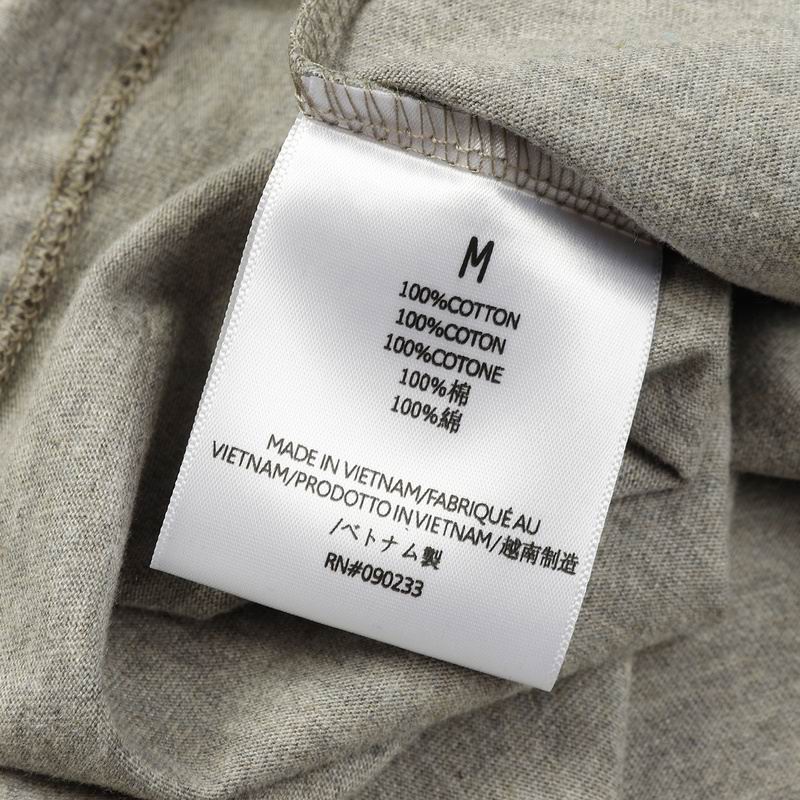 M
100%COTTON
100%COTON
100%COTONE
100%棉
100%綿
MADE IN VIETNAM/FABRIQUÉ AU
VIETNAM/PRODOTTO IN VIETNAM/越南制造
/ベトナム製
RN#090233